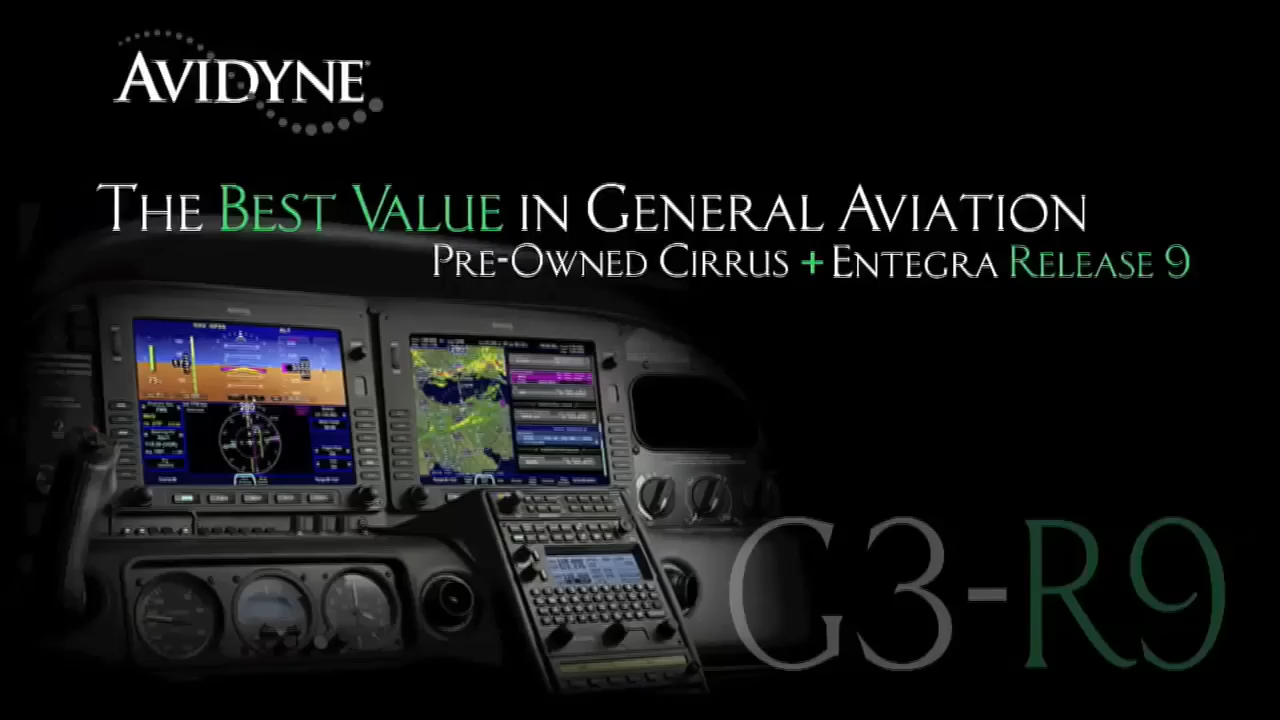 AVIDYNE
THE BEST VALUE IN GENERAL AVIATION
PRE-OWNED CIRRUS + ENTEGRA RELEASE 9
G3-R9